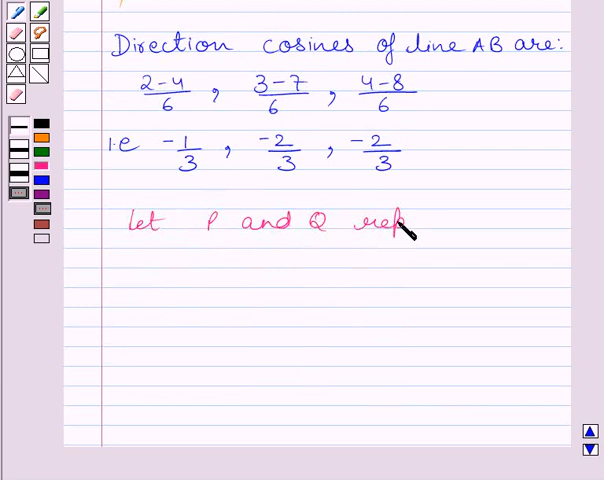 Direction cosines of line AB are:
2-4/6 , 3-7/6 , 4-8/6
i.e -1/3 , -2/3 , -2/3
Let P and Q rep